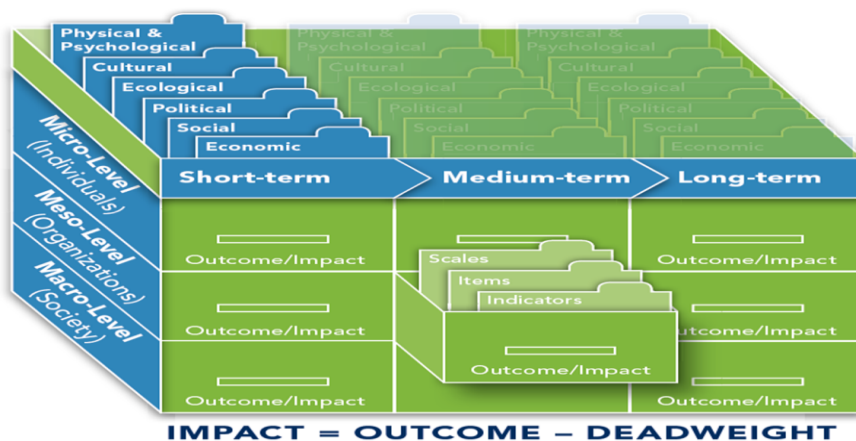 Physical &
Psychological
Cultural
Ecological
Political
Social
Economic
Physical &
Psychological
Cultural
Ecological
Political
Social
Economic
Physical &
Psychological
Cultural
Ecological
Political
Social
Economic
Micro-Level
(Individuals)
Meso-Level
(Organizations)
Macro-Level
(Society)
Short-term
Medium-term
Long-term
Outcome/Impact
Outcome/Impact
Scales
Items
Indicators
Outcome/Impact
utcome/Impact
Outcome/Impact
Outcome/Impact
Outcome/Impact
IMPACT = OUTCOME – DEADWEIGHT